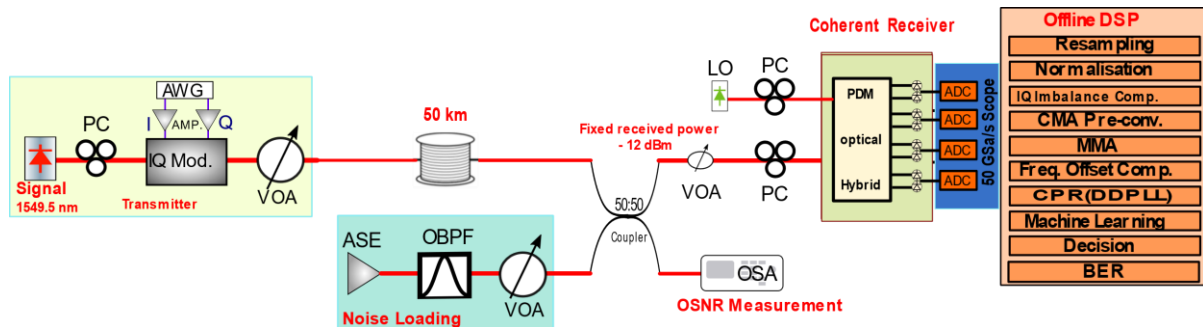 AWG
PC
I
AMP.
Q
IQ Mod.
VOA
Signal
1549.5 nm
Transmitter
50 km
ASE
OBPF
VOA
Noise Loading
50:50
Coupler
Fixed received power
- 12 dBm
VOA
LO
PC
PC
OSA
OSNR Measurement
Coherent Receiver
PDM
optical
Hybrid
ADC
ADC
ADC
ADC
50 GSa/s Scope
Offline DSP
Resampling
Normalisation
IQ Imbalance Comp.
CMA Pre-conv.
MMA
Freq. Offset Comp.
CPR(DDPLL)
Machine Learning
Decision
BER